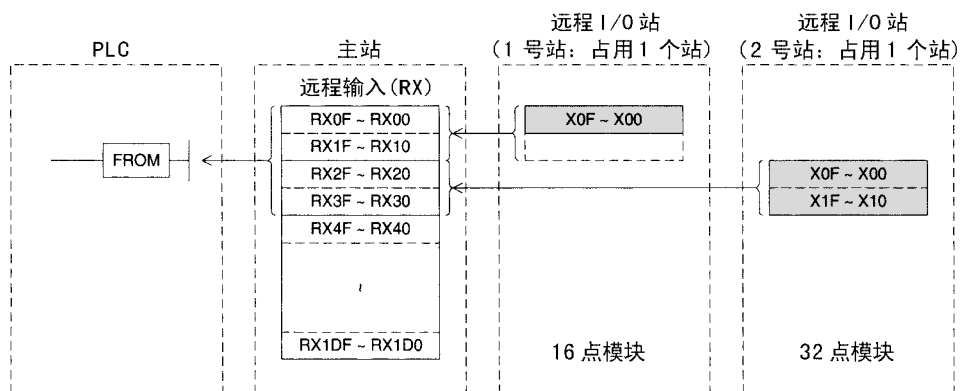 PLC
主站
远程 I/O 站
(1 号站: 占用 1 个站)
远程 I/O 站
(2 号站: 占用 1 个站)
远程输入(RX)
RX0F ~ RX00
RX1F ~ RX10
RX2F ~ RX20
RX3F ~ RX30
RX4F ~ RX40
~
RX1DF ~ RX1D0
FROM
X0F ~ X00
X0F ~ X00
X1F ~ X10
16 点模块
32 点模块